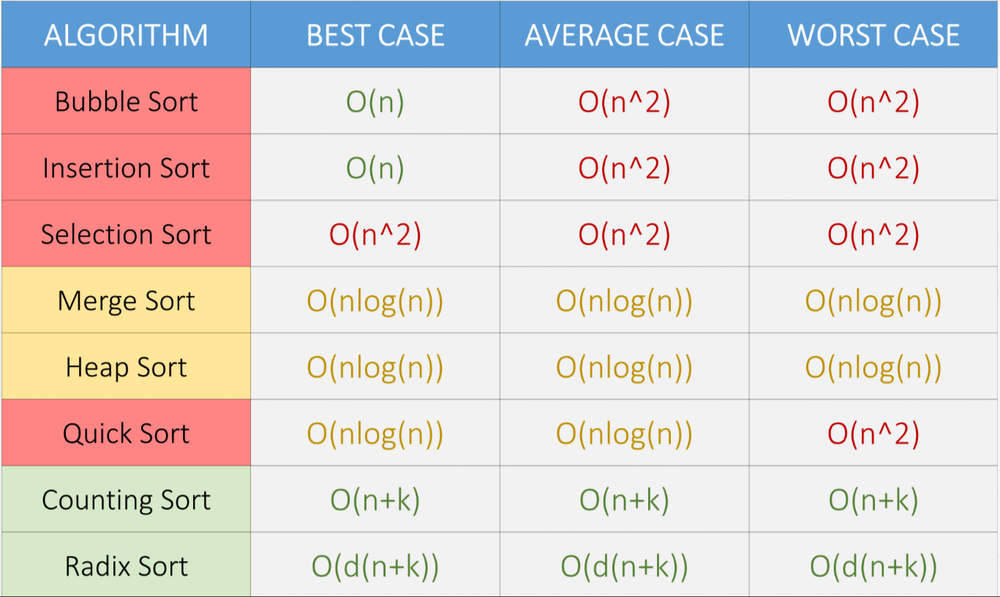 ALGORITHM BEST CASE AVERAGE CASE WORST CASE
Bubble Sort O(n) O(n^2) O(n^2)
Insertion Sort O(n) O(n^2) O(n^2)
Selection Sort O(n^2) O(n^2) O(n^2)
Merge Sort O(nlog(n)) O(nlog(n)) O(nlog(n))
Heap Sort O(nlog(n)) O(nlog(n)) O(nlog(n))
Quick Sort O(nlog(n)) O(nlog(n)) O(n^2)
Counting Sort O(n+k) O(n+k) O(n+k)
Radix Sort O(d(n+k)) O(d(n+k)) O(d(n+k))